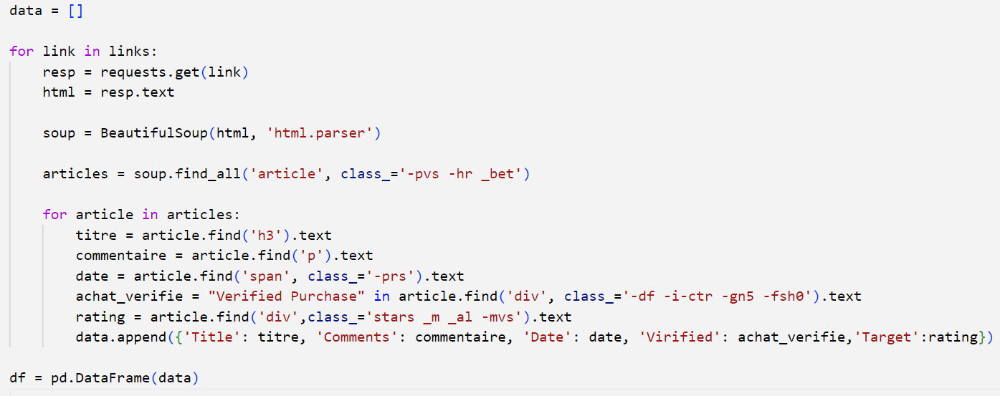 data = []
for link in links:
    resp = requests.get(link)
    html = resp.text
    soup = BeautifulSoup(html, 'html.parser')
    articles = soup.find_all('article', class_='-pvs -hr _bet')
    for article in articles:
        titre = article.find('h3').text
        commentaire = article.find('p').text
        date = article.find('span', class_='-prs').text
        achat_verifie = "Verified Purchase" in article.find('div', class_='-df -i-ctr -gn5 -fsh0').text
        rating = article.find('div',class_='stars _m _al -mvs').text
        data.append({'Title': titre, 'Comments': commentaire, 'Date': date, 'Virified': achat_verifie,'Target':rating})
df = pd.DataFrame(data)